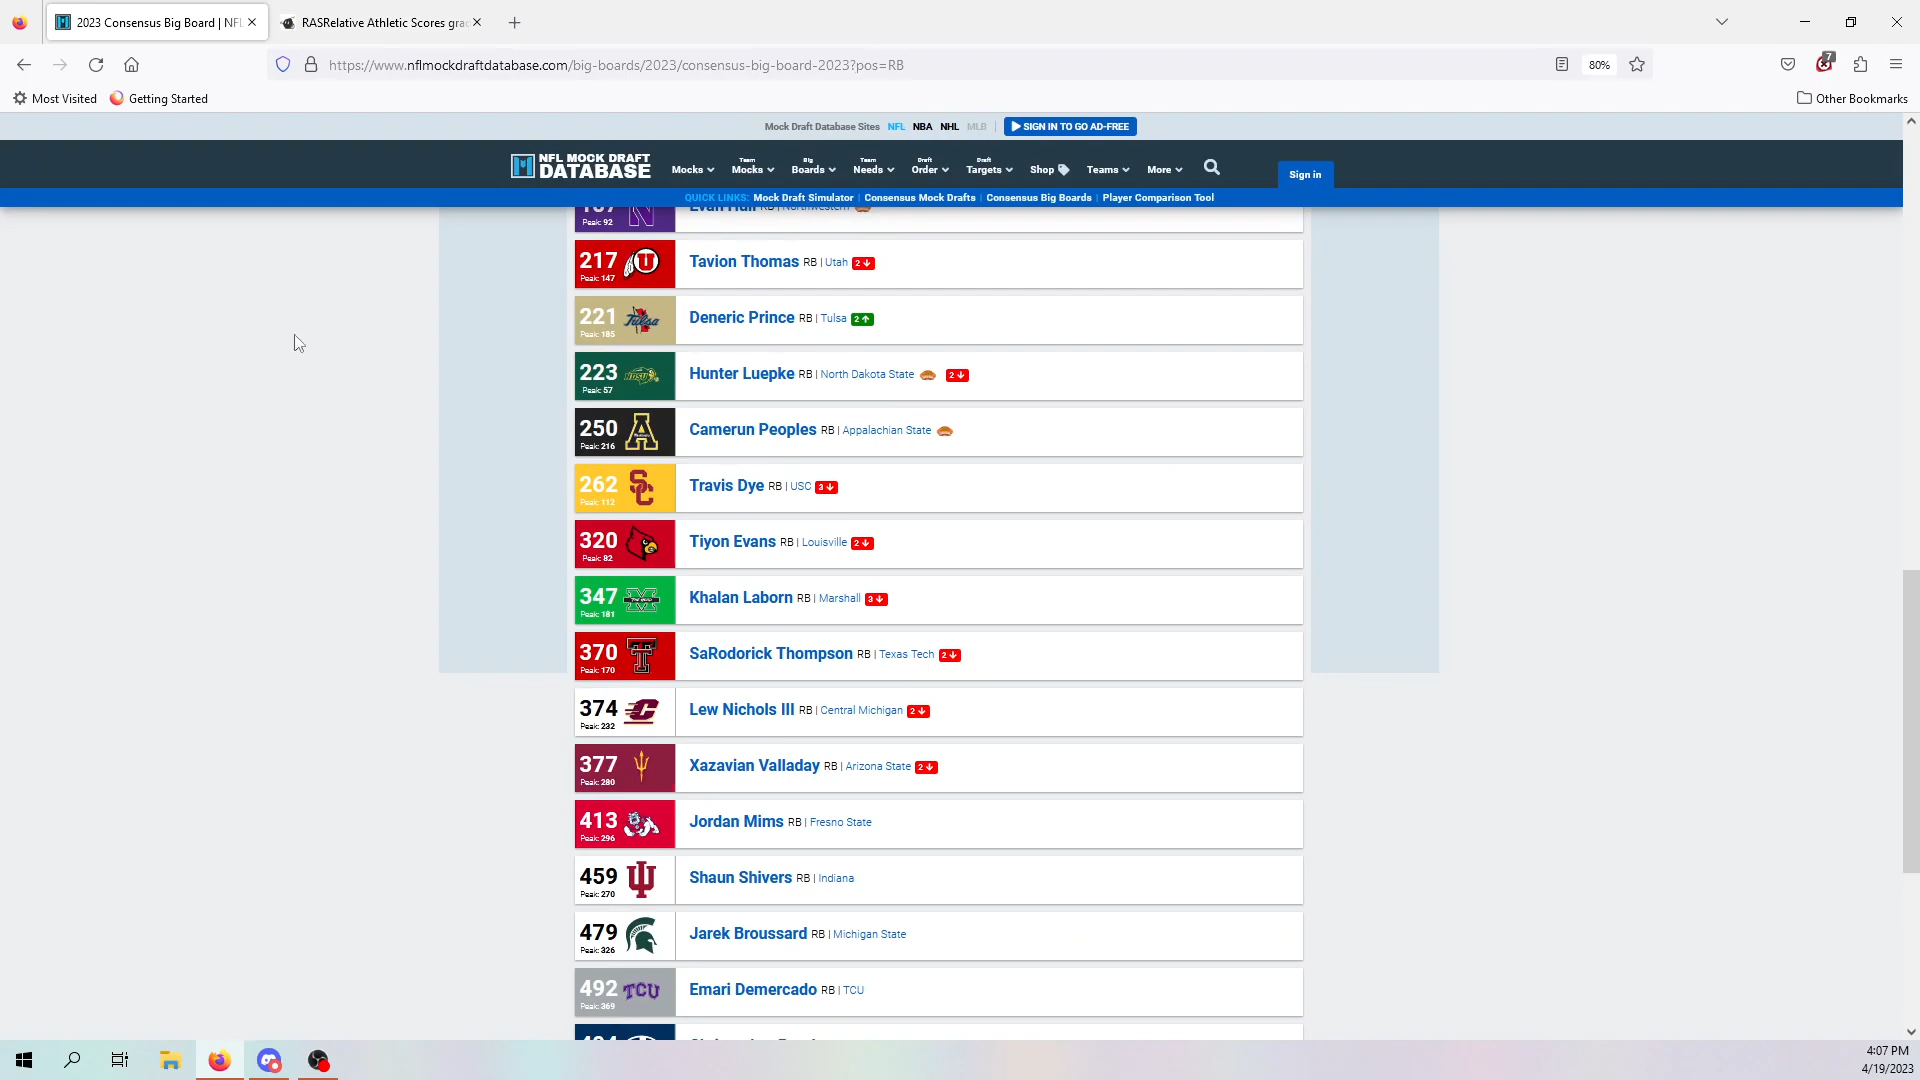 2023 Consensus Big Board | NFL
RASRelative Athletic Scores grad
https://www.nflmockdraftdatabase.com/big-boards/2023/consensus-big-board-2023?pos=RB
80%
7
Most Visited
Getting Started
Other Bookmarks
Mock Draft Database Sites NFL NBA NHL MLB | SIGN IN TO GO AD-FREE
NFL MOCK DRAFT
DATABASE
Mocks
Team
Mocks
Big
Boards
Team
Needs
Draft
Order
Draft
Targets
Shop
Teams
More
Sign in
QUICK LINKS: Mock Draft Simulator | Consensus Mock Drafts | Consensus Big Boards | Player Comparison Tool
Evan Hull RB | Northwestern
Peak: 92
217 Tavion Thomas RB | Utah 2
Peak: 147
221 Tulsa Deneric Prince RB | Tulsa 2
Peak: 185
223 NDSU Hunter Luepke RB | North Dakota State 2
Peak: 57
250 A Camerun Peoples RB | Appalachian State
Peak: 216
262 SC Travis Dye RB | USC 3
Peak: 112
320 Tiyon Evans RB | Louisville 2
Peak: 82
347 Khalan Laborn RB | Marshall 3
Peak: 181
370 SaRodorick Thompson RB | Texas Tech 2
Peak: 170
374 C Lew Nichols III RB | Central Michigan 2
Peak: 232
377 Xazavian Valladay RB | Arizona State 2
Peak: 280
413 Jordan Mims RB | Fresno State
Peak: 296
459 Shaun Shivers RB | Indiana
Peak: 270
479 Jarek Broussard RB | Michigan State
Peak: 326
492 TCU Emari Demercado RB | TCU
Peak: 369
4:07 PM
4/19/2023